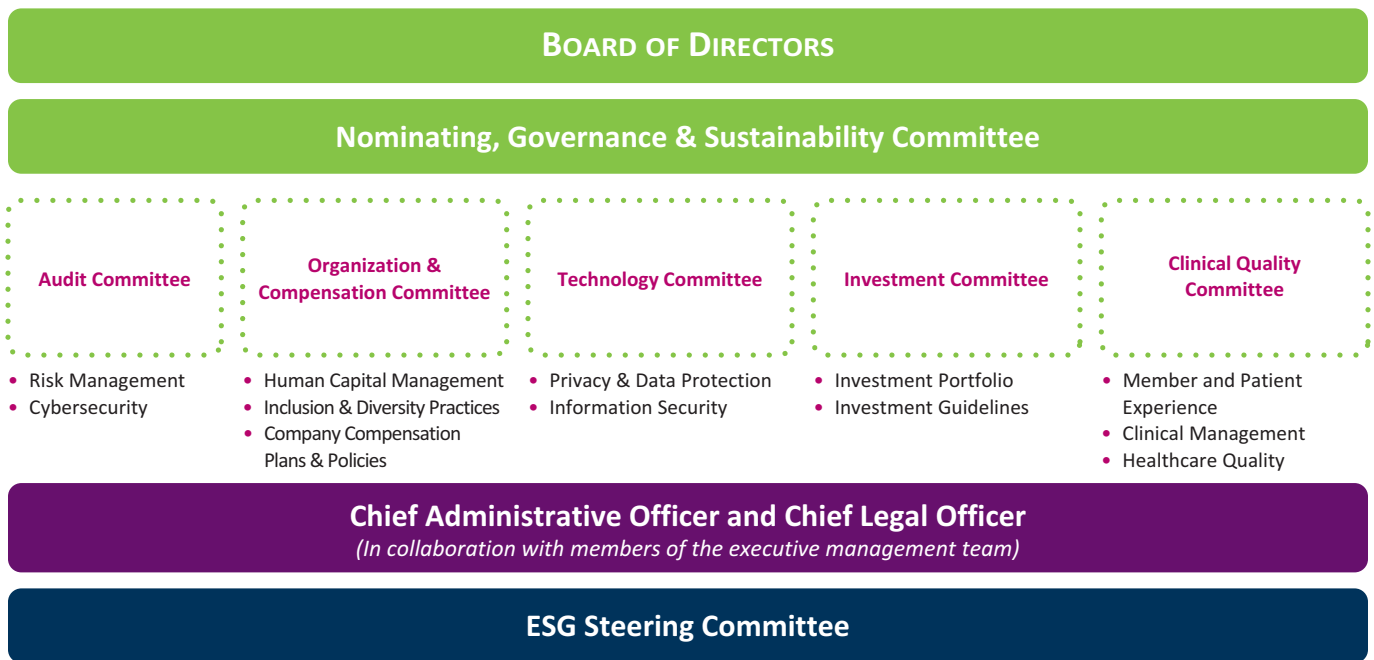 BOARD OF DIRECTORS
Nominating, Governance & Sustainability Committee
Audit Committee
Organization &
Compensation Committee
Technology Committee
Investment Committee
Clinical Quality
Committee
• Risk Management
• Cybersecurity
• Human Capital Management
• Inclusion & Diversity Practices
• Company Compensation
Plans & Policies
• Privacy & Data Protection
• Information Security
• Investment Portfolio
• Investment Guidelines
• Member and Patient
Experience
• Clinical Management
• Healthcare Quality
Chief Administrative Officer and Chief Legal Officer
(In collaboration with members of the executive management team)
ESG Steering Committee